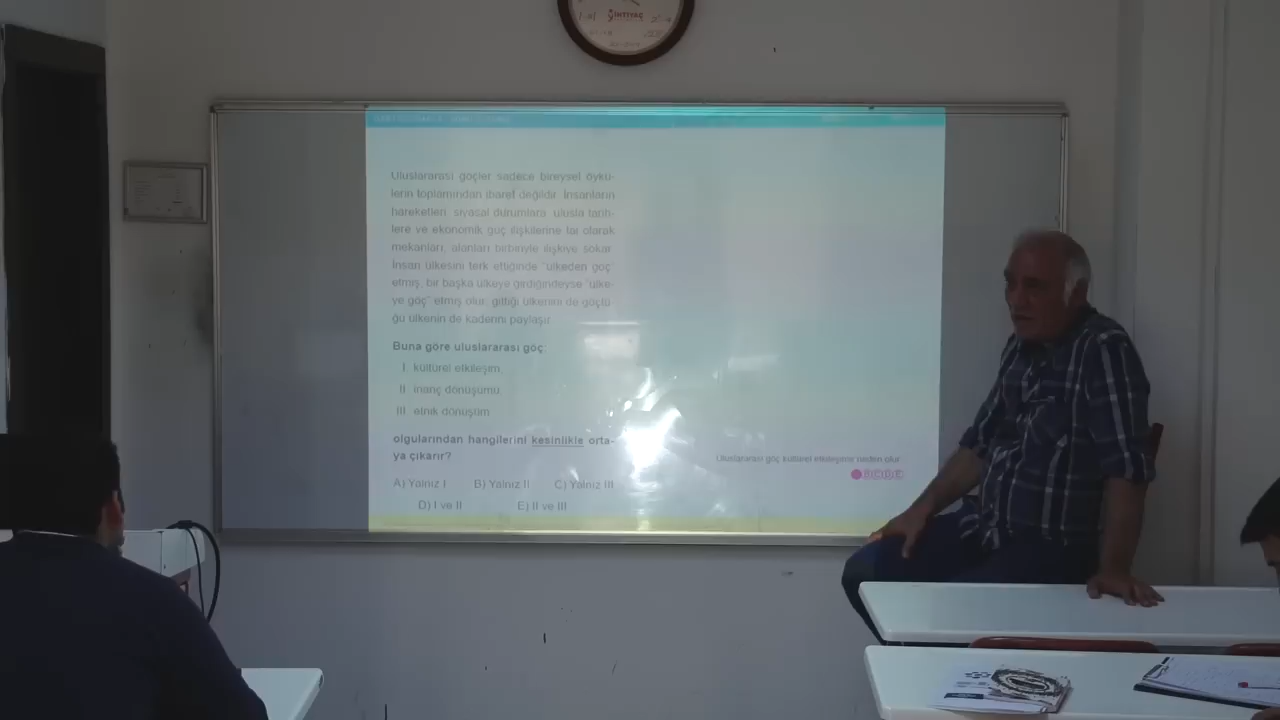 İHTİYAÇ
Uluslararası göçler sadece bireysel öykü-
lerin toplamından ibaret değildir. İnsanların
hareketleri, siyasal durumlara, ulusla tarih-
lere ve ekonomik güç ilişkilerine tai olarak
mekanları, alanları birbiriyle ilişkiye sokar.
İnsan ülkesini terk ettiğinde "ülkeden göç"
etmiş, bir başka ülkeye girdiğindeyse "ülke-
ye göç" etmiş olur; gittiği ülkenin de göçtü-
ğü ülkenin de kaderini paylaşır.
Buna göre uluslararası göç;
I. kültürel etkileşim,
II. inanç dönüşümü,
III. etnik dönüşüm
olgularından hangilerini kesinlikle orta-
ya çıkarır?
A) Yalnız I B) Yalnız II C) Yalnız III
D) I ve II E) II ve III
Uluslararası göç kültürel etkileşime neden olur.